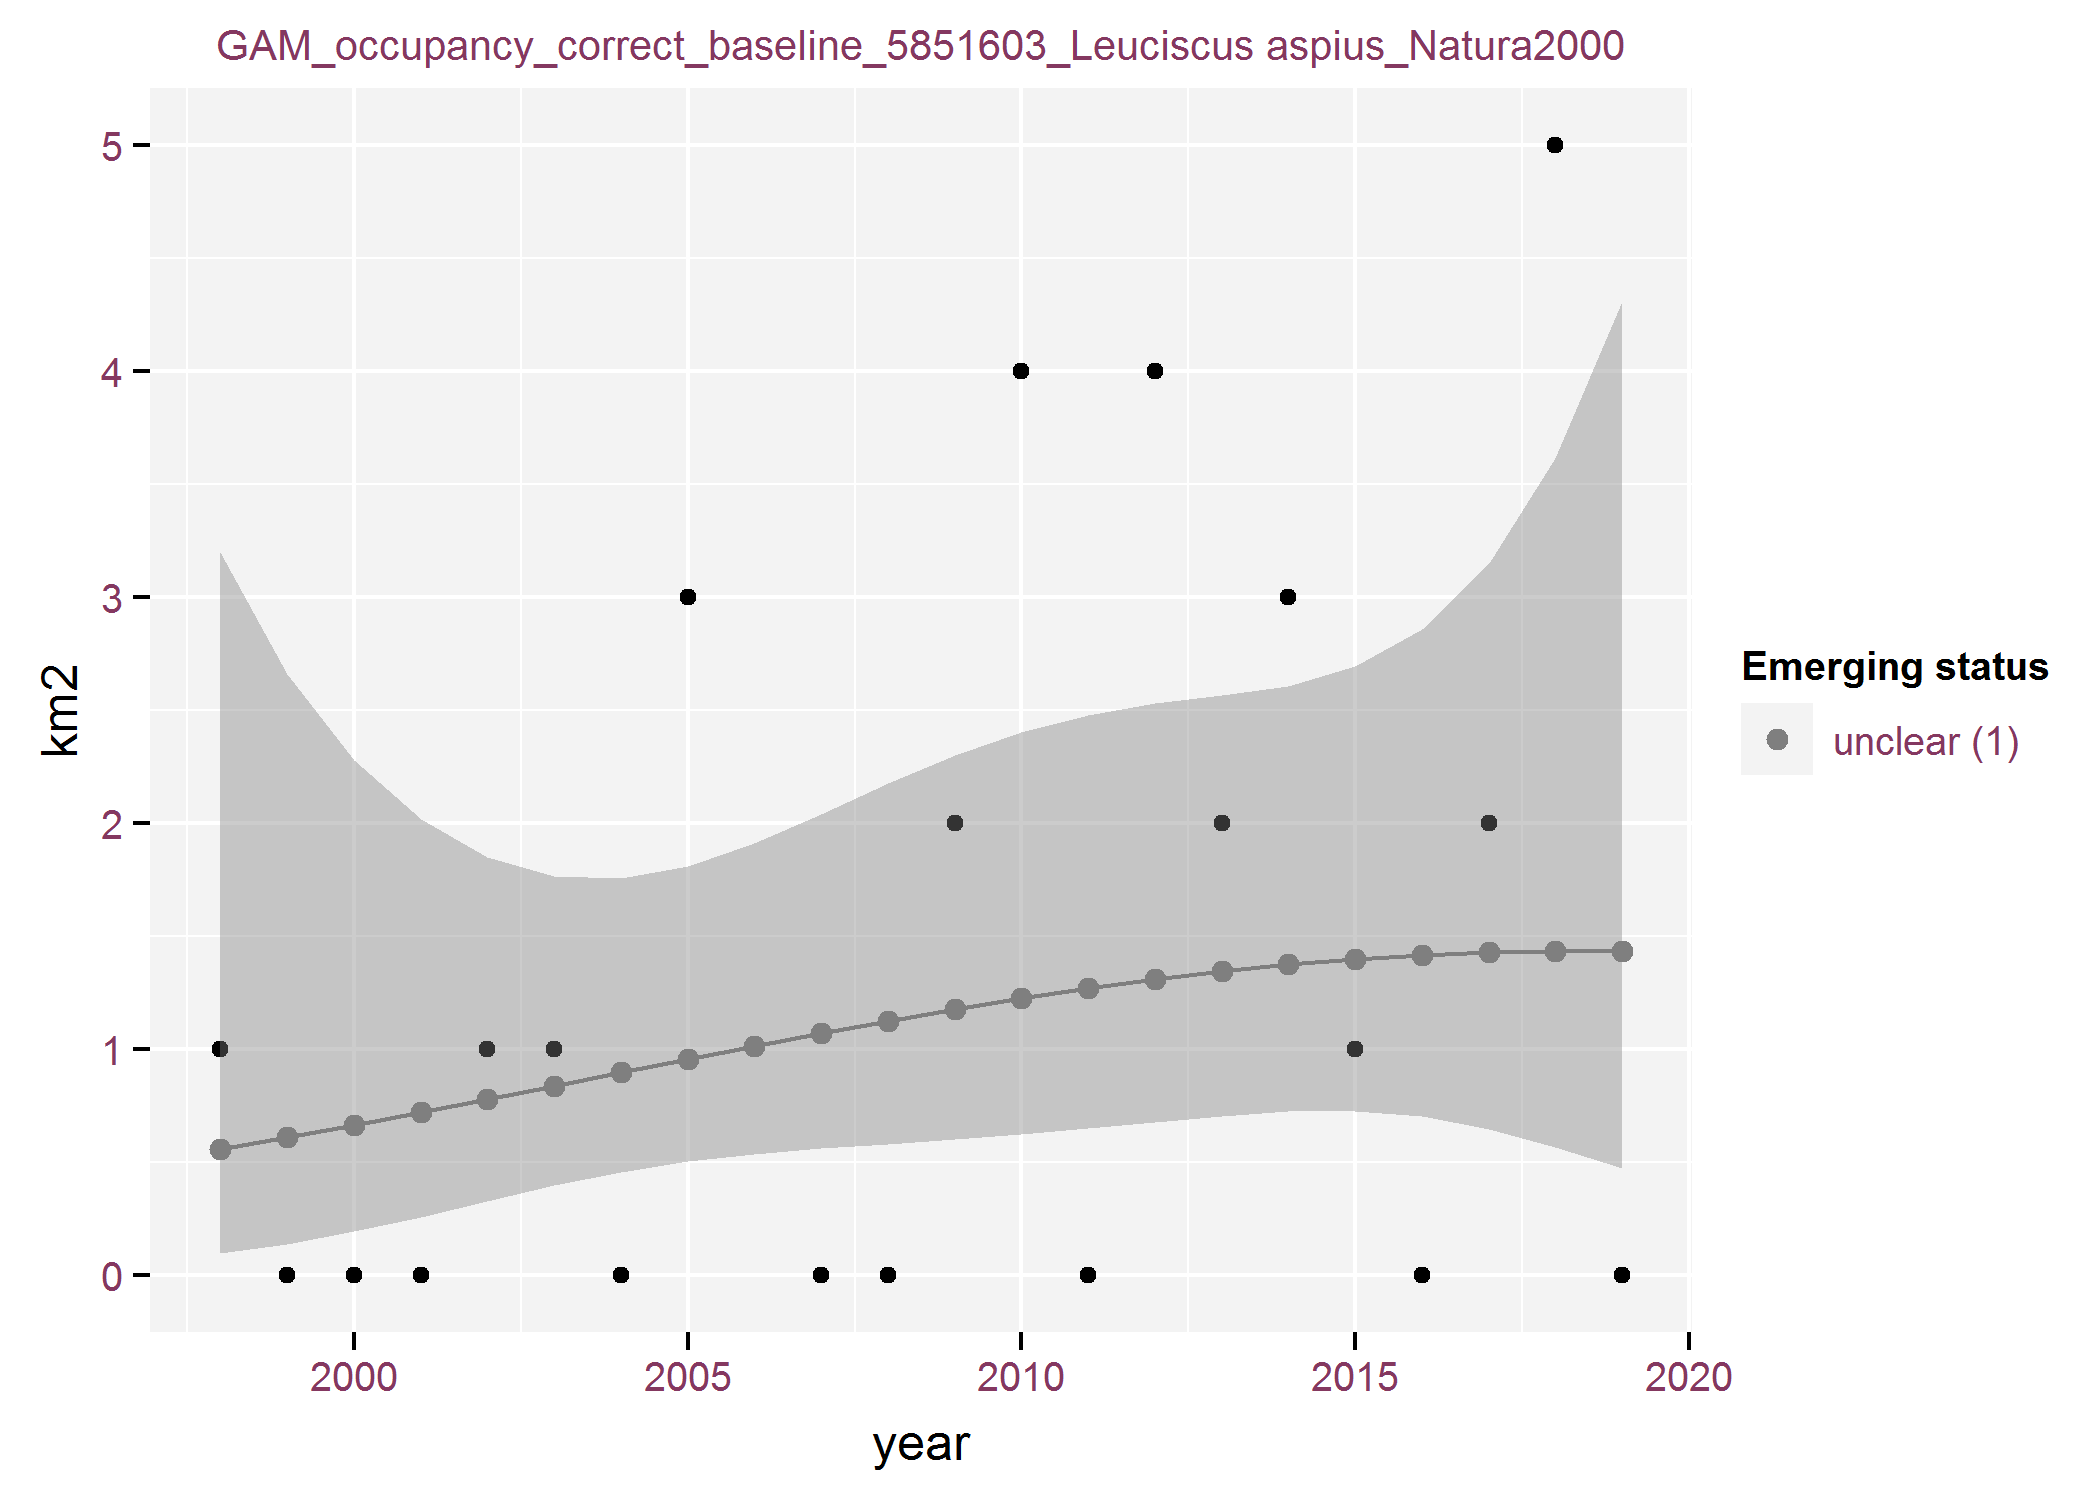 GAM_occupancy_correct_baseline_5851603_Leuciscus aspius_Natura2000
5
4
3
2
1
0
km2
2000
2005
2010
2015
2020
year
Emerging status
unclear (1)